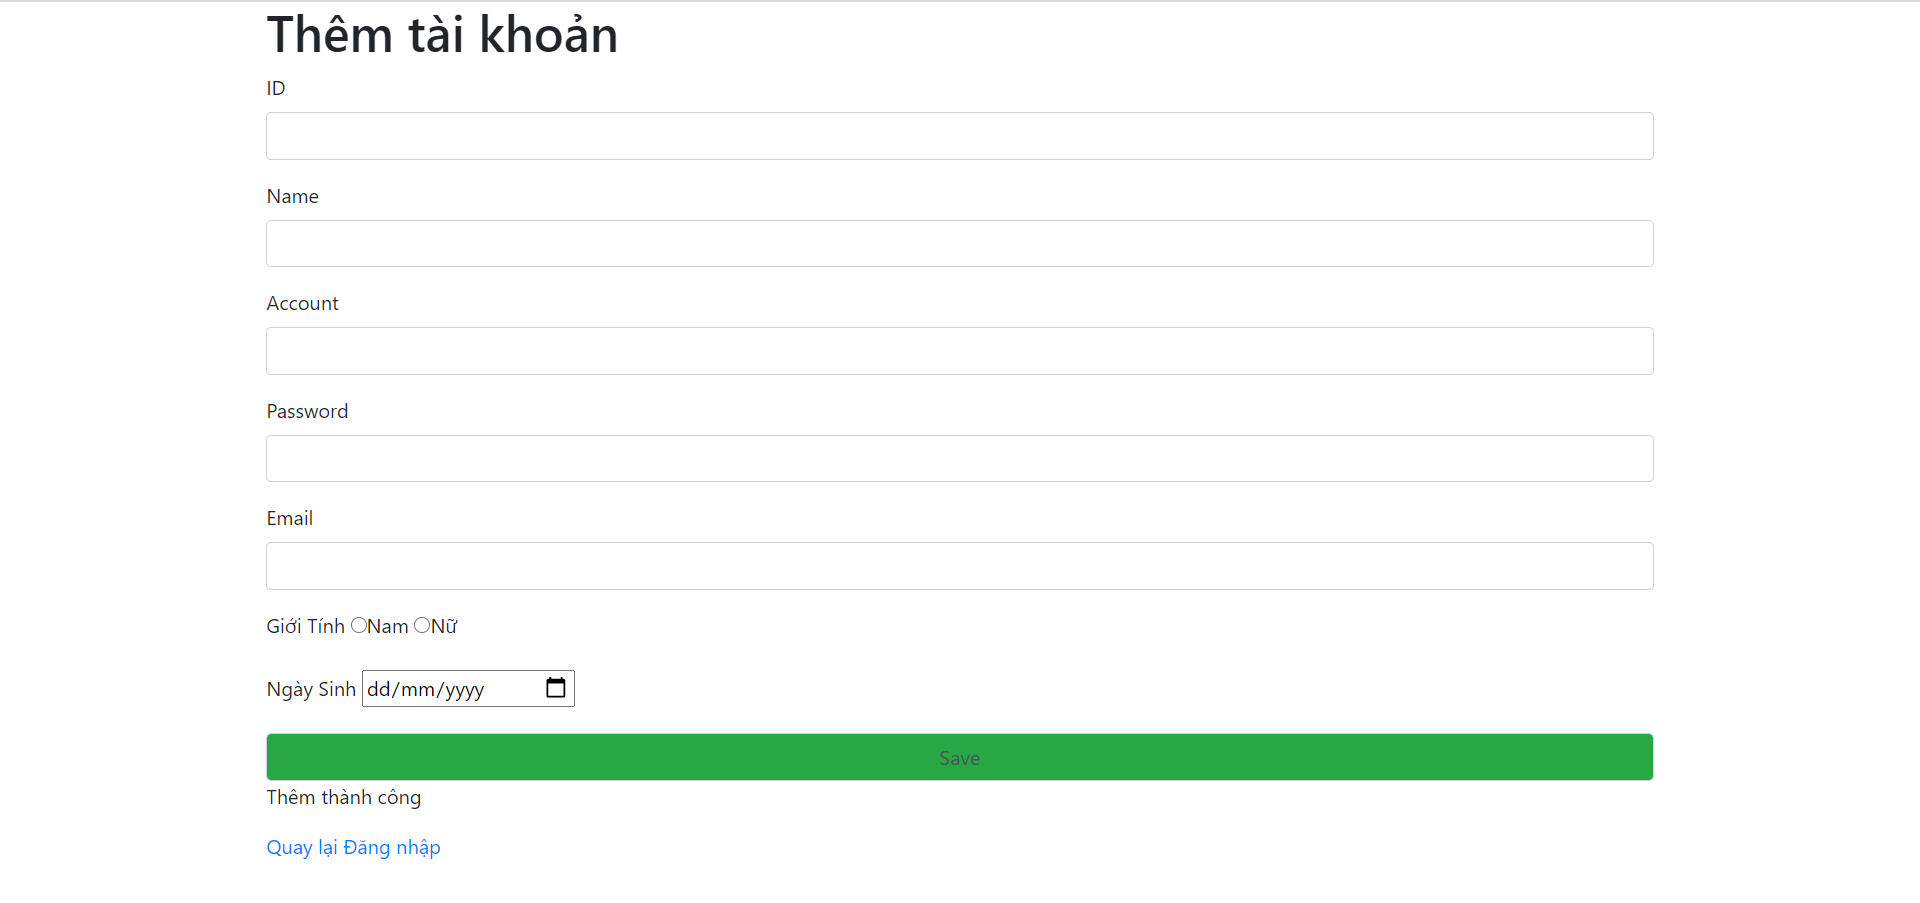 Thêm tài khoản
ID
Name
Account
Password
Email
Giới Tính Nam Nữ
Ngày Sinh dd/mm/yyyy
Save
Thêm thành công
Quay lại Đăng nhập